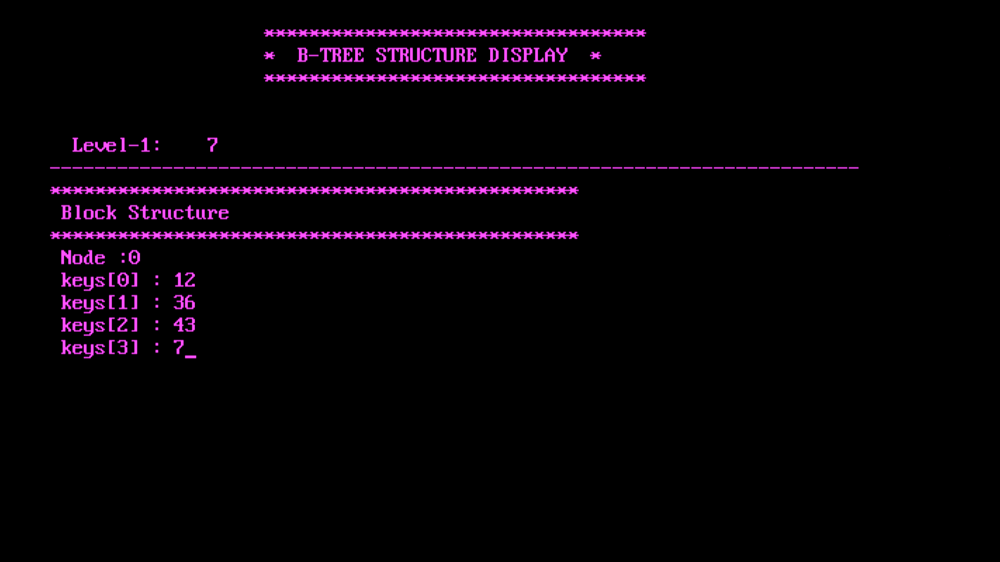 **********************************
*  B-TREE STRUCTURE DISPLAY  *
**********************************
Level-1:    7
------------------------------------------------------------------------
***********************************************
Block Structure
***********************************************
Node :0
keys[0] : 12
keys[1] : 36
keys[2] : 43
keys[3] : 7_